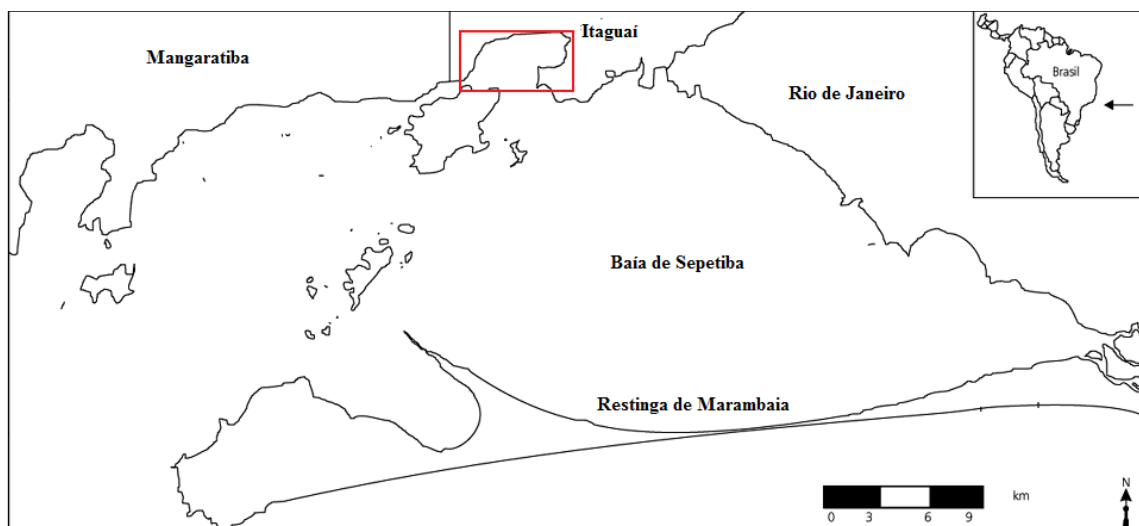 Itaguaí
Mangaratiba
Brasil
Rio de Janeiro
Baía de Sepetiba
Restinga de Marambaia
km
N
0 3 6 9